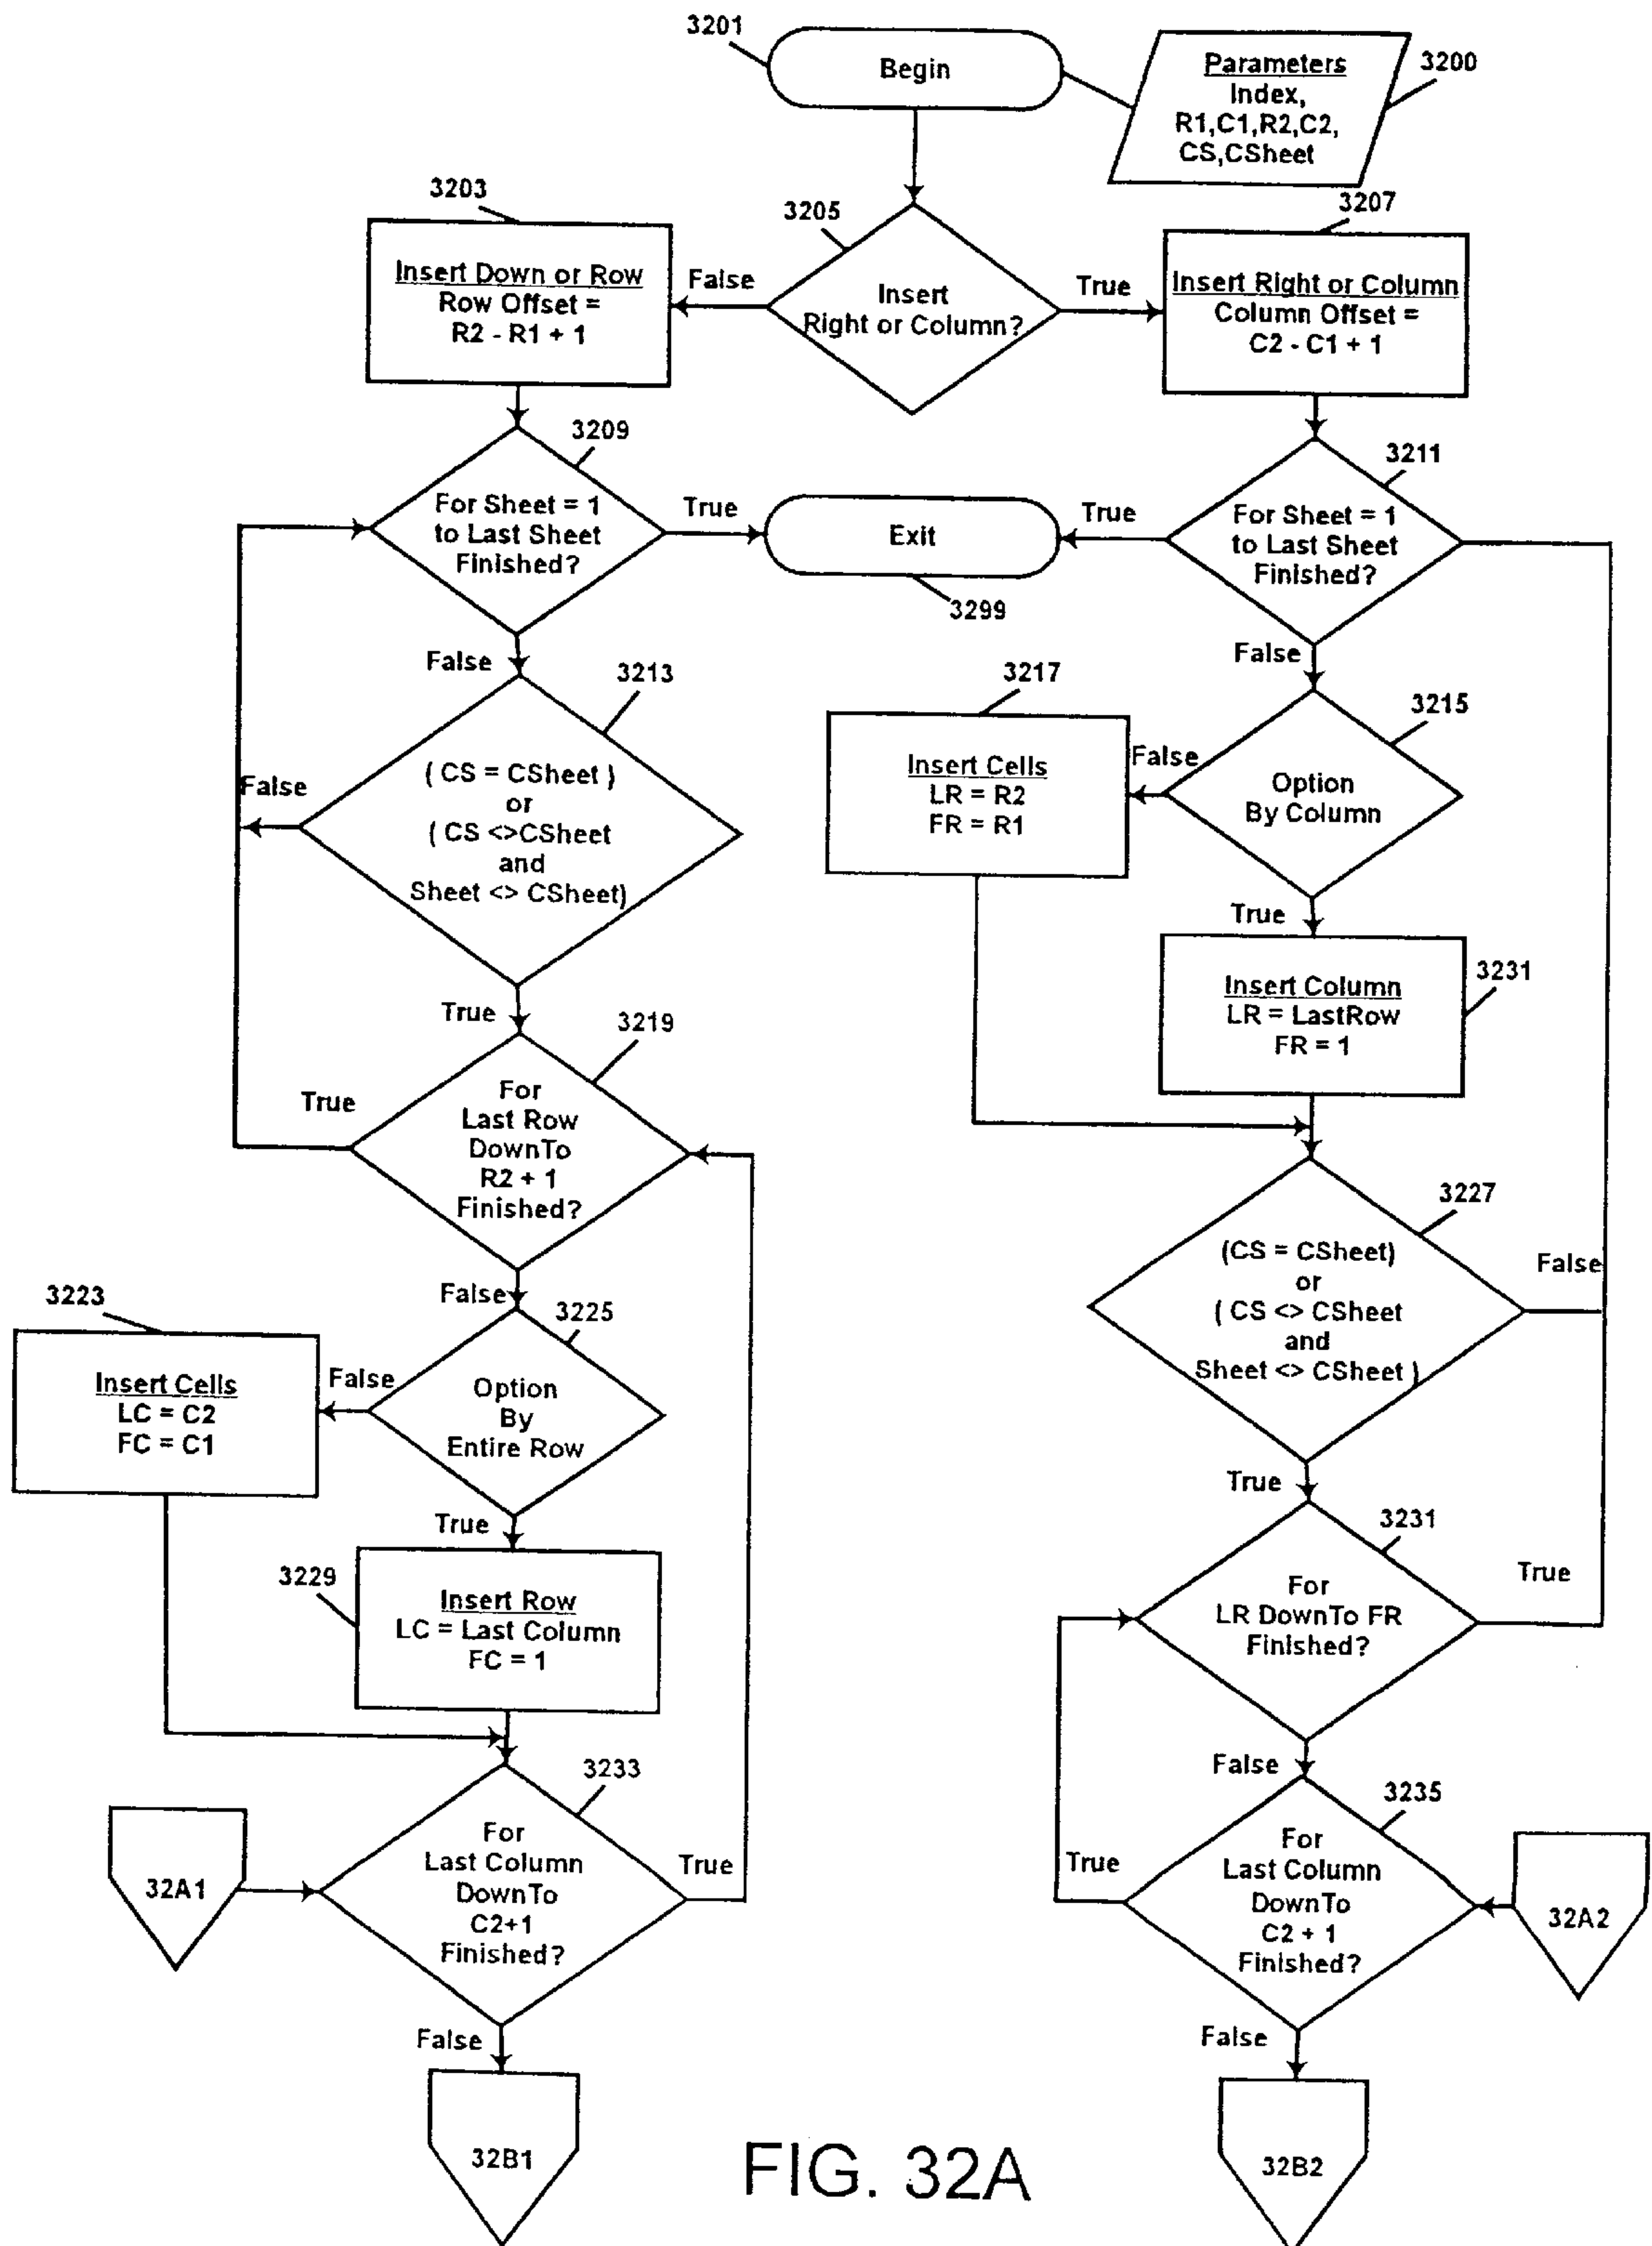 3201
Begin
Parameters
Index,
R1,C1,R2,C2,
CS,CSheet
3200
3203
Insert Down or Row
Row Offset =
R2 - R1 + 1
False
3205
Insert
Right or Column?
True
3207
Insert Right or Column
Column Offset =
C2 - C1 + 1
3209
For Sheet = 1
to Last Sheet
Finished?
True
Exit
3299
True
3211
For Sheet = 1
to Last Sheet
Finished?
False
False
3213
( CS = CSheet )
or
( CS <>CSheet
and
Sheet <> CSheet)
False
3217
Insert Cells
LR = R2
FR = R1
False
3215
Option
By Column
True
3231
Insert Column
LR = LastRow
FR = 1
True
3219
For
Last Row
DownTo
R2 + 1
Finished?
True
3227
(CS = CSheet)
or
( CS <> CSheet
and
Sheet <> CSheet )
False
False
3223
Insert Cells
LC = C2
FC = C1
False
3225
Option
By
Entire Row
True
3229
Insert Row
LC = Last Column
FC = 1
True
3231
For
LR DownTo FR
Finished?
True
False
3233
For
Last Column
DownTo
C2+1
Finished?
True
32A1
3235
For
Last Column
DownTo
C2 + 1
Finished?
True
32A2
False
32B1
False
32B2
FIG. 32A